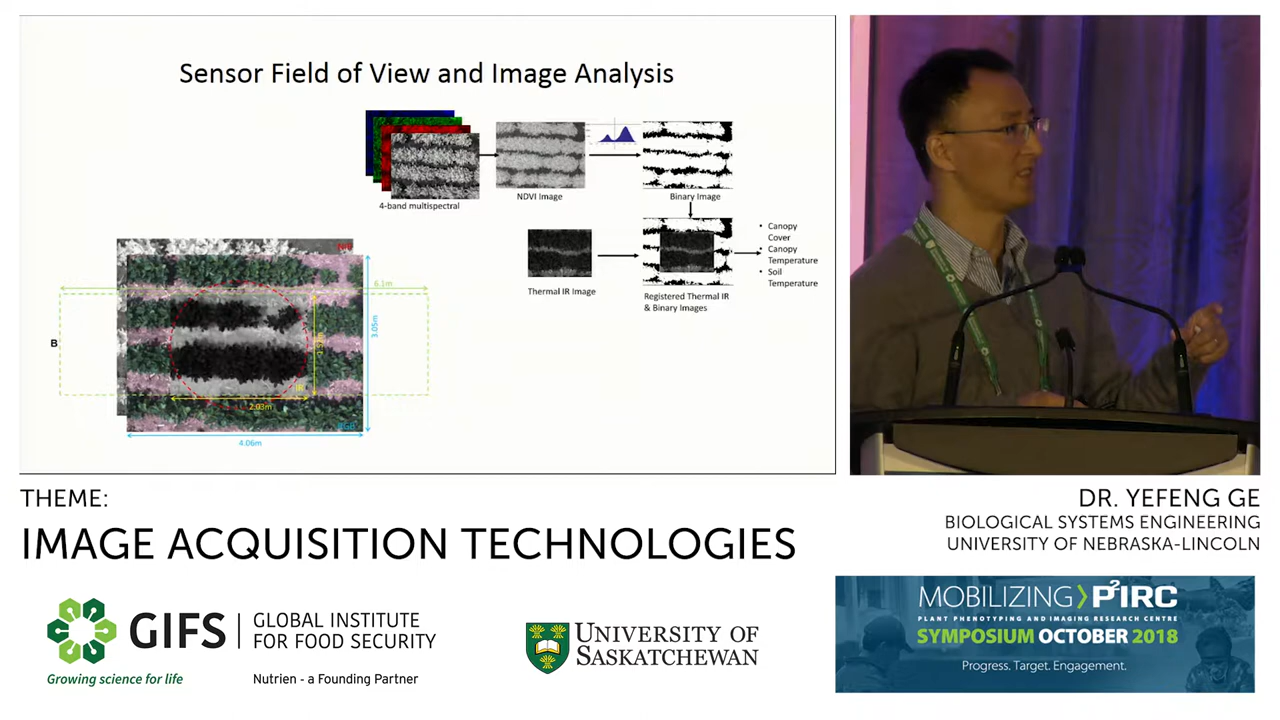 Sensor Field of View and Image Analysis
4-band multispectral
NDVI Image
Binary Image
Thermal IR Image
Registered Thermal IR
& Binary Images
• Canopy
Cover
• Canopy
Temperature
• Soil
Temperature
B
6.1m
3.05m
2.03m
4.06m
THEME:
IMAGE ACQUISITION TECHNOLOGIES
DR. YEFENG GE
BIOLOGICAL SYSTEMS ENGINEERING
UNIVERSITY OF NEBRASKA-LINCOLN
GIFS
GLOBAL INSTITUTE
FOR FOOD SECURITY
Growing science for life
Nutrien - a Founding Partner
UNIVERSITY OF
SASKATCHEWAN
MOBILIZING P²IRC
PLANT PHENOTYPING AND IMAGING RESEARCH CENTRE
SYMPOSIUM OCTOBER 2018
Progress. Target. Engagement.